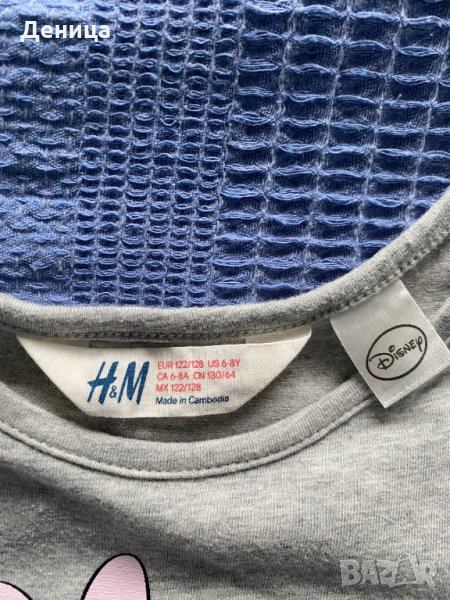 Деница
H&M
EUR 122/128 US 6-8Y
CA 6-8A CN 130/64
MX 122/128
Made in Cambodia
Disney
BAZAR